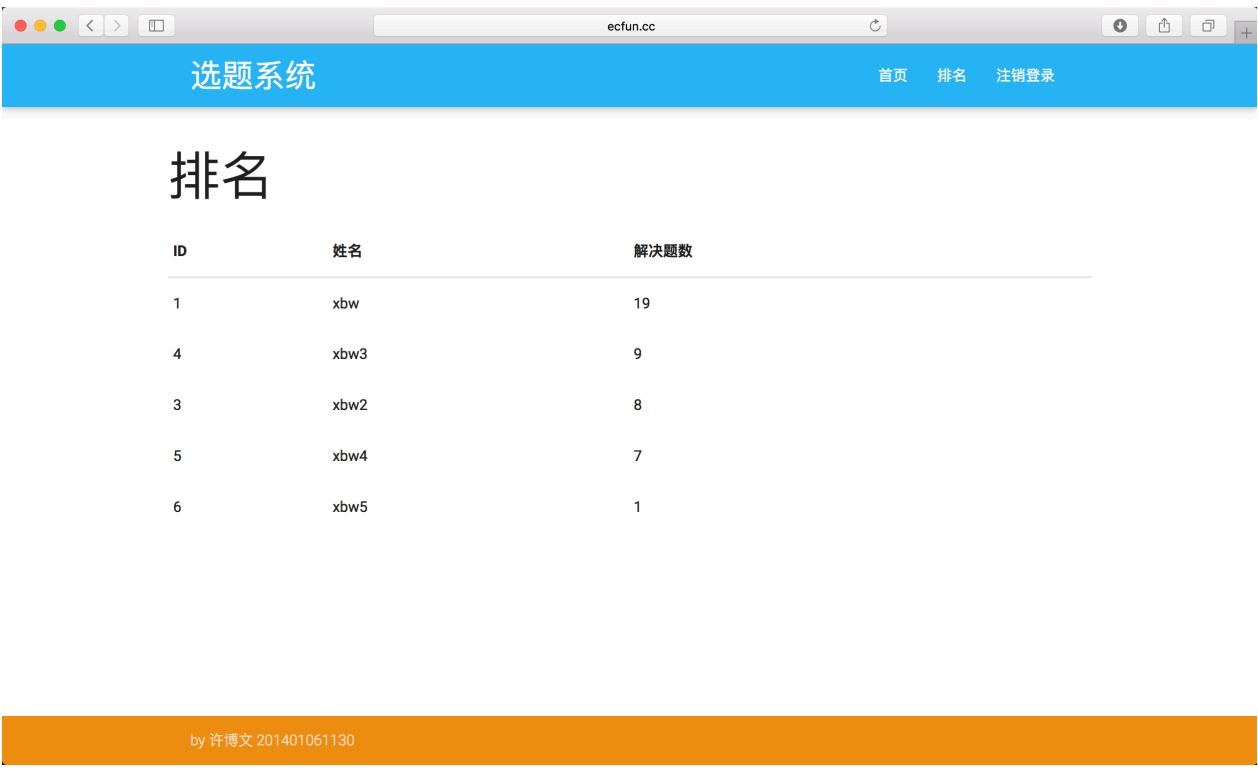 ecfun.cc
选题系统 首页 排名 注销登录
排名
ID 姓名 解决题数
1 xbw 19
4 xbw3 9
3 xbw2 8
5 xbw4 7
6 xbw5 1
by 许博文 201401061130